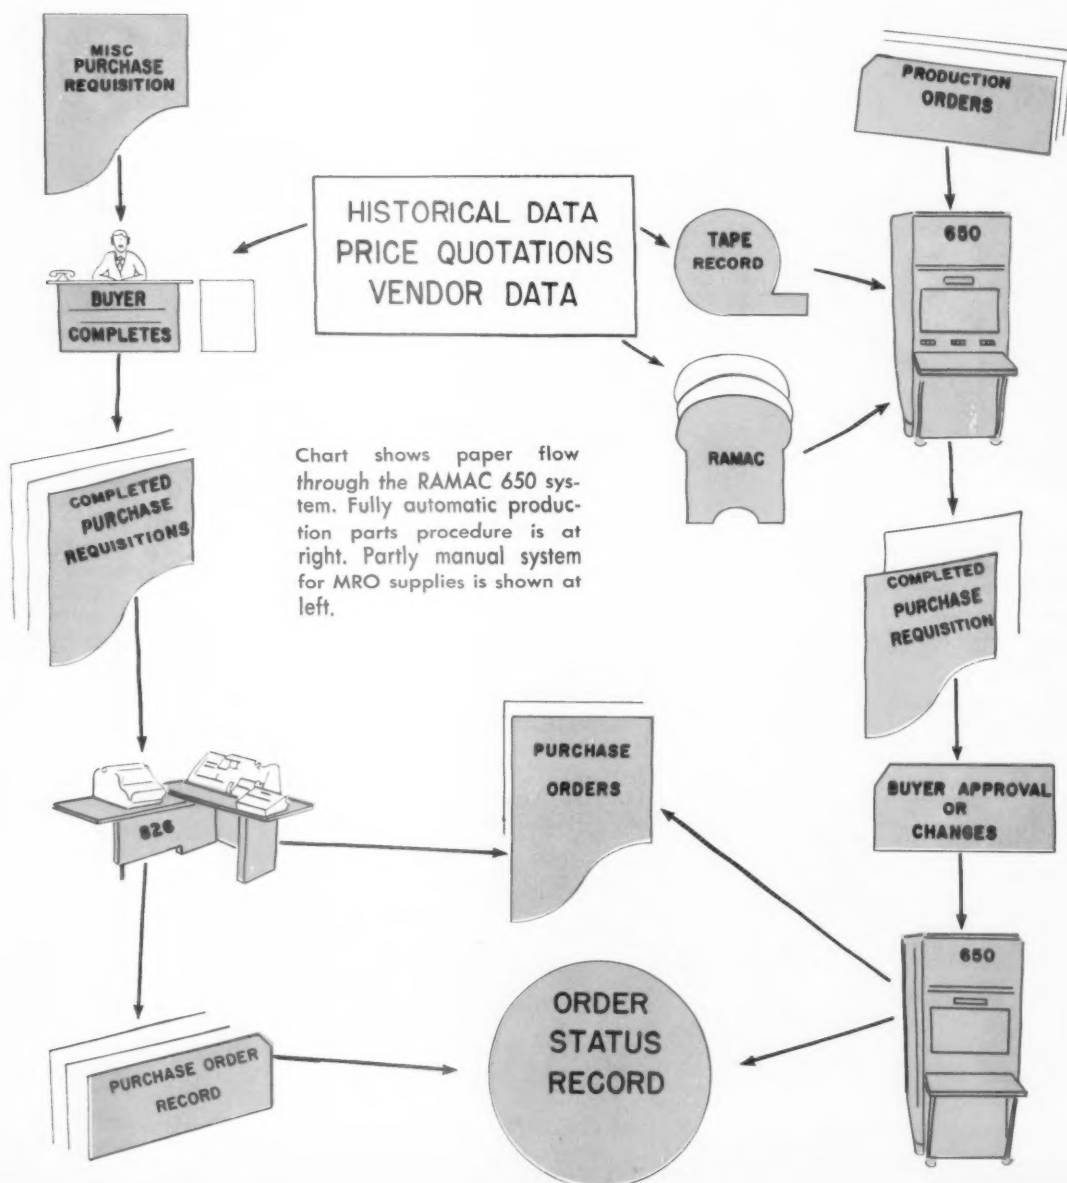 MISC
PURCHASE
REQUISITION
PRODUCTION
ORDERS
HISTORICAL DATA
PRICE QUOTATIONS
VENDOR DATA
TAPE
RECORD
650
BUYER
COMPLETES
RAMAC
Chart shows paper flow
through the RAMAC 650 sys-
tem. Fully automatic produc-
tion parts procedure is at
right. Partly manual system
for MRO supplies is shown at
left.
COMPLETED
PURCHASE
REQUISITIONS
COMPLETED
PURCHASE
REQUISITION
PURCHASE
ORDERS
BUYER APPROVAL
OR
CHANGES
826
650
ORDER
STATUS
RECORD
PURCHASE ORDER
RECORD